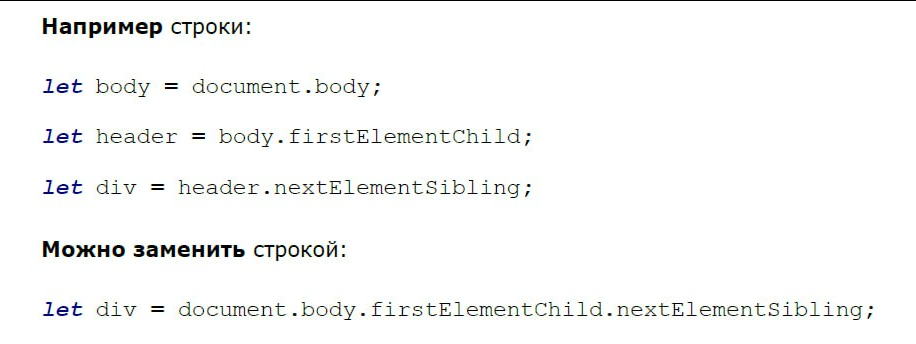 Например строки:
let body = document.body;
let header = body.firstElementChild;
let div = header.nextElementSibling;
Можно заменить строкой:
let div = document.body.firstElementChild.nextElementSibling;